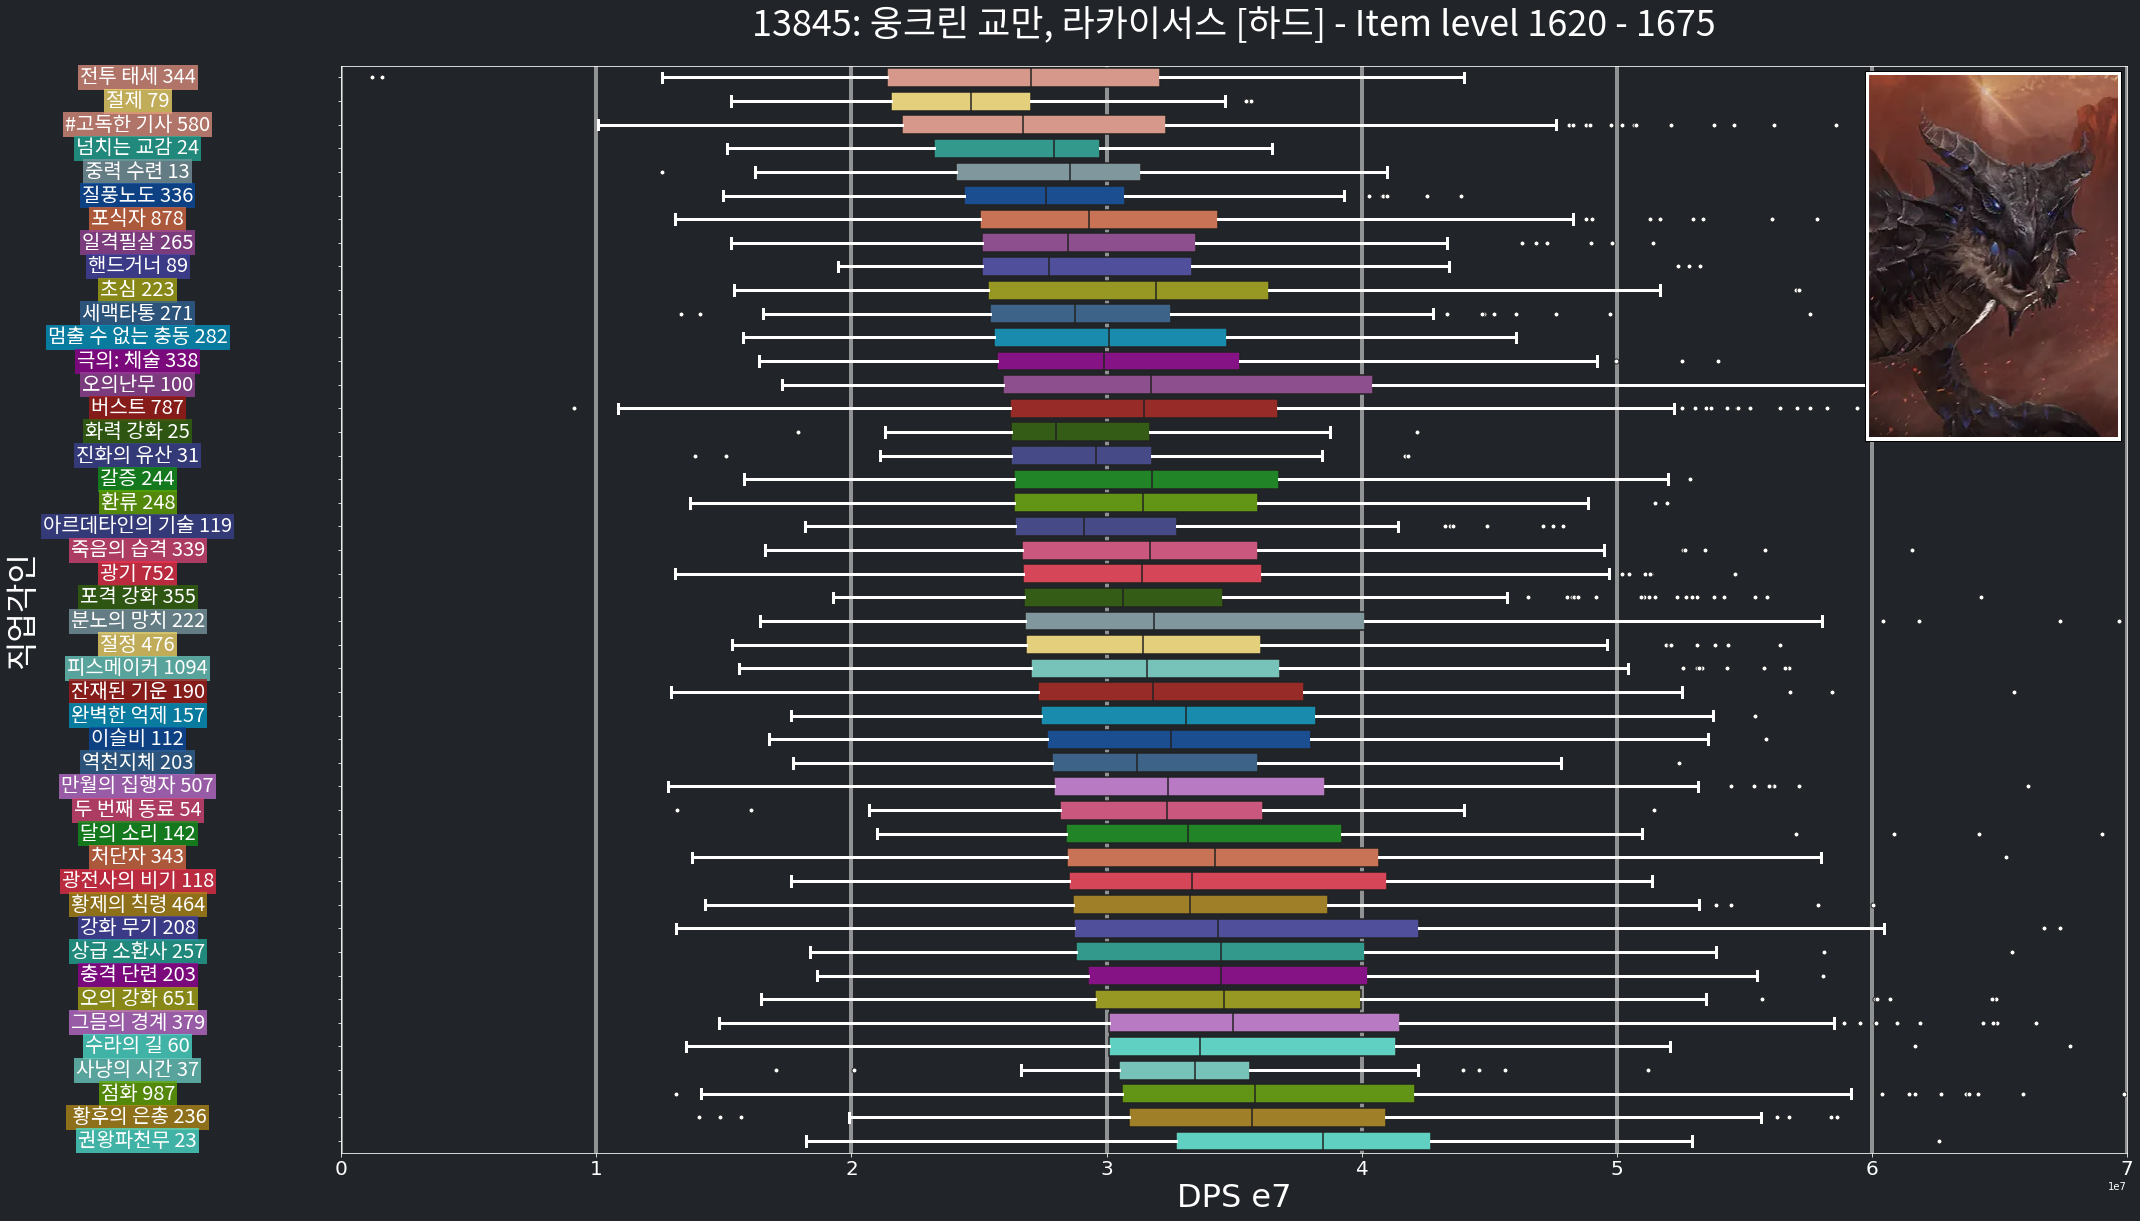 13845: 웅크린 교만, 라카이서스 [하드] - Item level 1620 - 1675
전투 태세 344
절제 79
#고독한 기사 580
넘치는 교감 24
중력 수련 13
질풍노도 336
포식자 878
일격필살 265
핸드거너 89
초심 223
세맥타통 271
멈출 수 없는 충동 282
극의: 체술 338
오의난무 100
버스트 787
화력 강화 25
진화의 유산 31
갈증 244
환류 248
아르데타인의 기술 119
죽음의 습격 339
광기 752
포격 강화 355
분노의 망치 222
절정 476
피스메이커 1094
잔재된 기운 190
완벽한 억제 157
이슬비 112
역천지체 203
만월의 집행자 507
두 번째 동료 54
달의 소리 142
처단자 343
광전사의 비기 118
황제의 칙령 464
강화 무기 208
상급 소환사 257
충격 단련 203
오의 강화 651
그믐의 경계 379
수라의 길 60
사냥의 시간 37
점화 987
황후의 은총 236
권왕파천무 23
직업각인
0 1 2 3 4 5 6 7
DPS e7
1e7